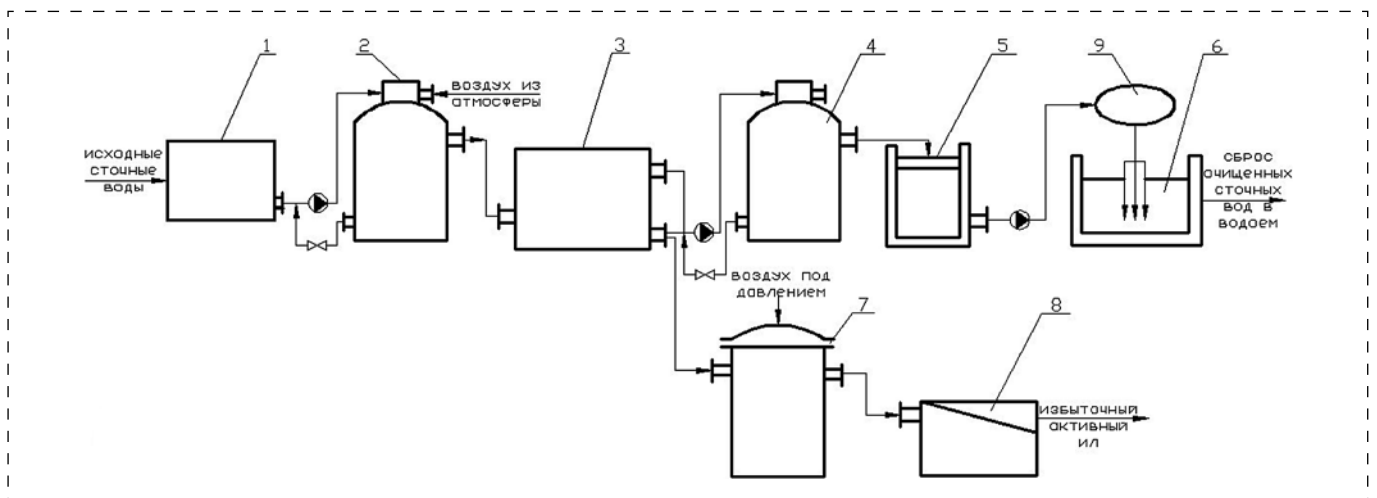 1
2
3
4
5
9
6
ВОЗДУХ ИЗ
АТМОСФЕРЫ
ИСХОДНЫЕ
СТОЧНЫЕ
ВОДЫ
СБРОС
ОЧИЩЕННЫХ
СТОЧНЫХ
ВОД В
ВОДОЕМ
ВОЗДУХ ПОД
ДАВЛЕНИЕМ
7
8
ИЗБЫТОЧНЫЙ
АКТИВНЫЙ
ИЛ